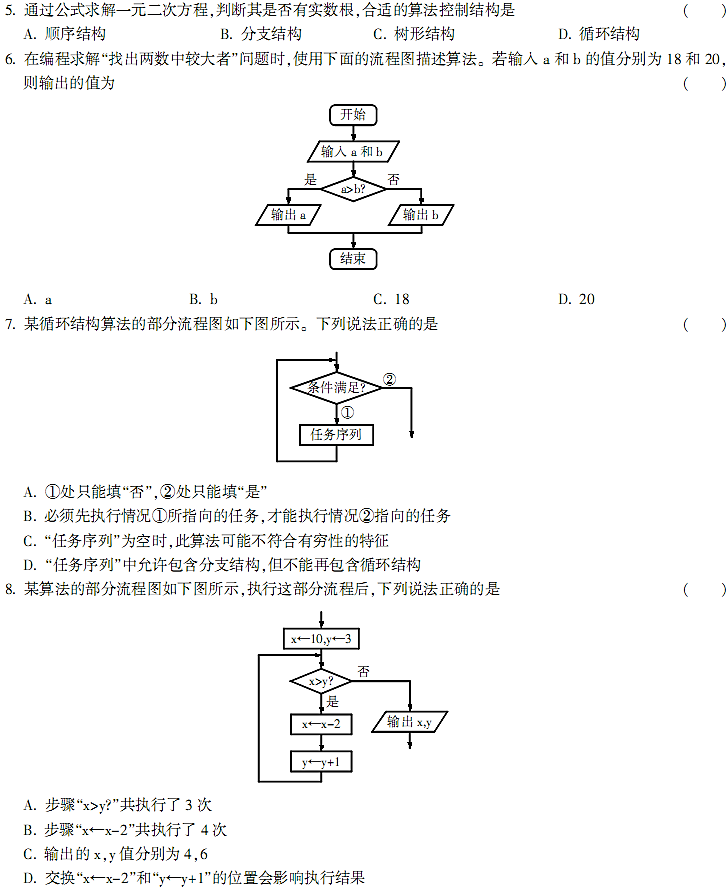 5. 通过公式求解一元二次方程,判断其是否有实数根,合适的算法控制结构是 ( )
A. 顺序结构 B. 分支结构 C. 树形结构 D. 循环结构
6. 在编程求解“找出两数中较大者”问题时,使用下面的流程图描述算法。若输入 a 和 b 的值分别为 18 和 20,
则输出的值为 ( )
开始
输入 a 和 b
是 a>b? 否
输出 a 输出 b
结束
A. a B. b C. 18 D. 20
7. 某循环结构算法的部分流程图如下图所示。下列说法正确的是 ( )
条件满足? ②
①
任务序列
A. ①处只能填“否”,②处只能填“是”
B. 必须先执行情况①所指向的任务,才能执行情况②指向的任务
C. “任务序列”为空时,此算法可能不符合有穷性的特征
D. “任务序列”中允许包含分支结构,但不能再包含循环结构
8. 某算法的部分流程图如下图所示,执行这部分流程后,下列说法正确的是 ( )
x←10,y←3
x>y? 否
是
x←x-2 输出 x,y
y←y+1
A. 步骤“x>y?”共执行了 3 次
B. 步骤“x←x-2”共执行了 4 次
C. 输出的 x,y 值分别为 4,6
D. 交换“x←x-2”和“y←y+1”的位置会影响执行结果